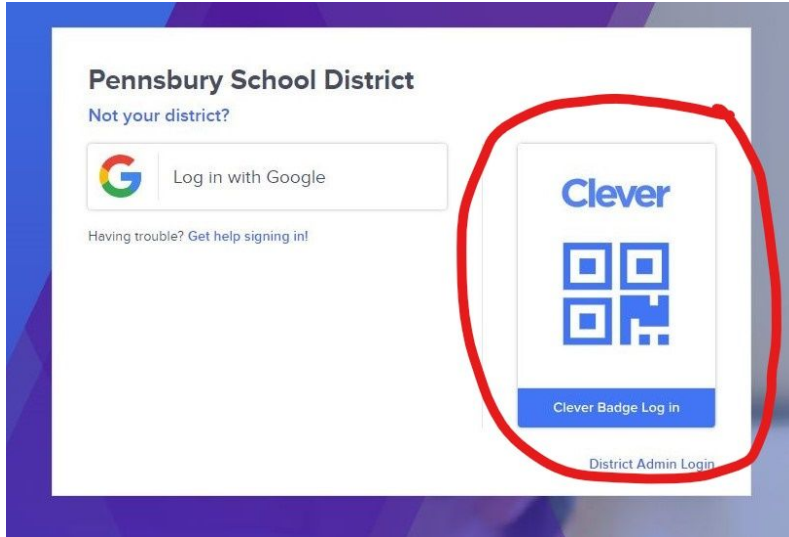 Pennsbury School District
Not your district?
Log in with Google
Having trouble? Get help signing in!
Clever
Clever Badge Log in
District Admin Login